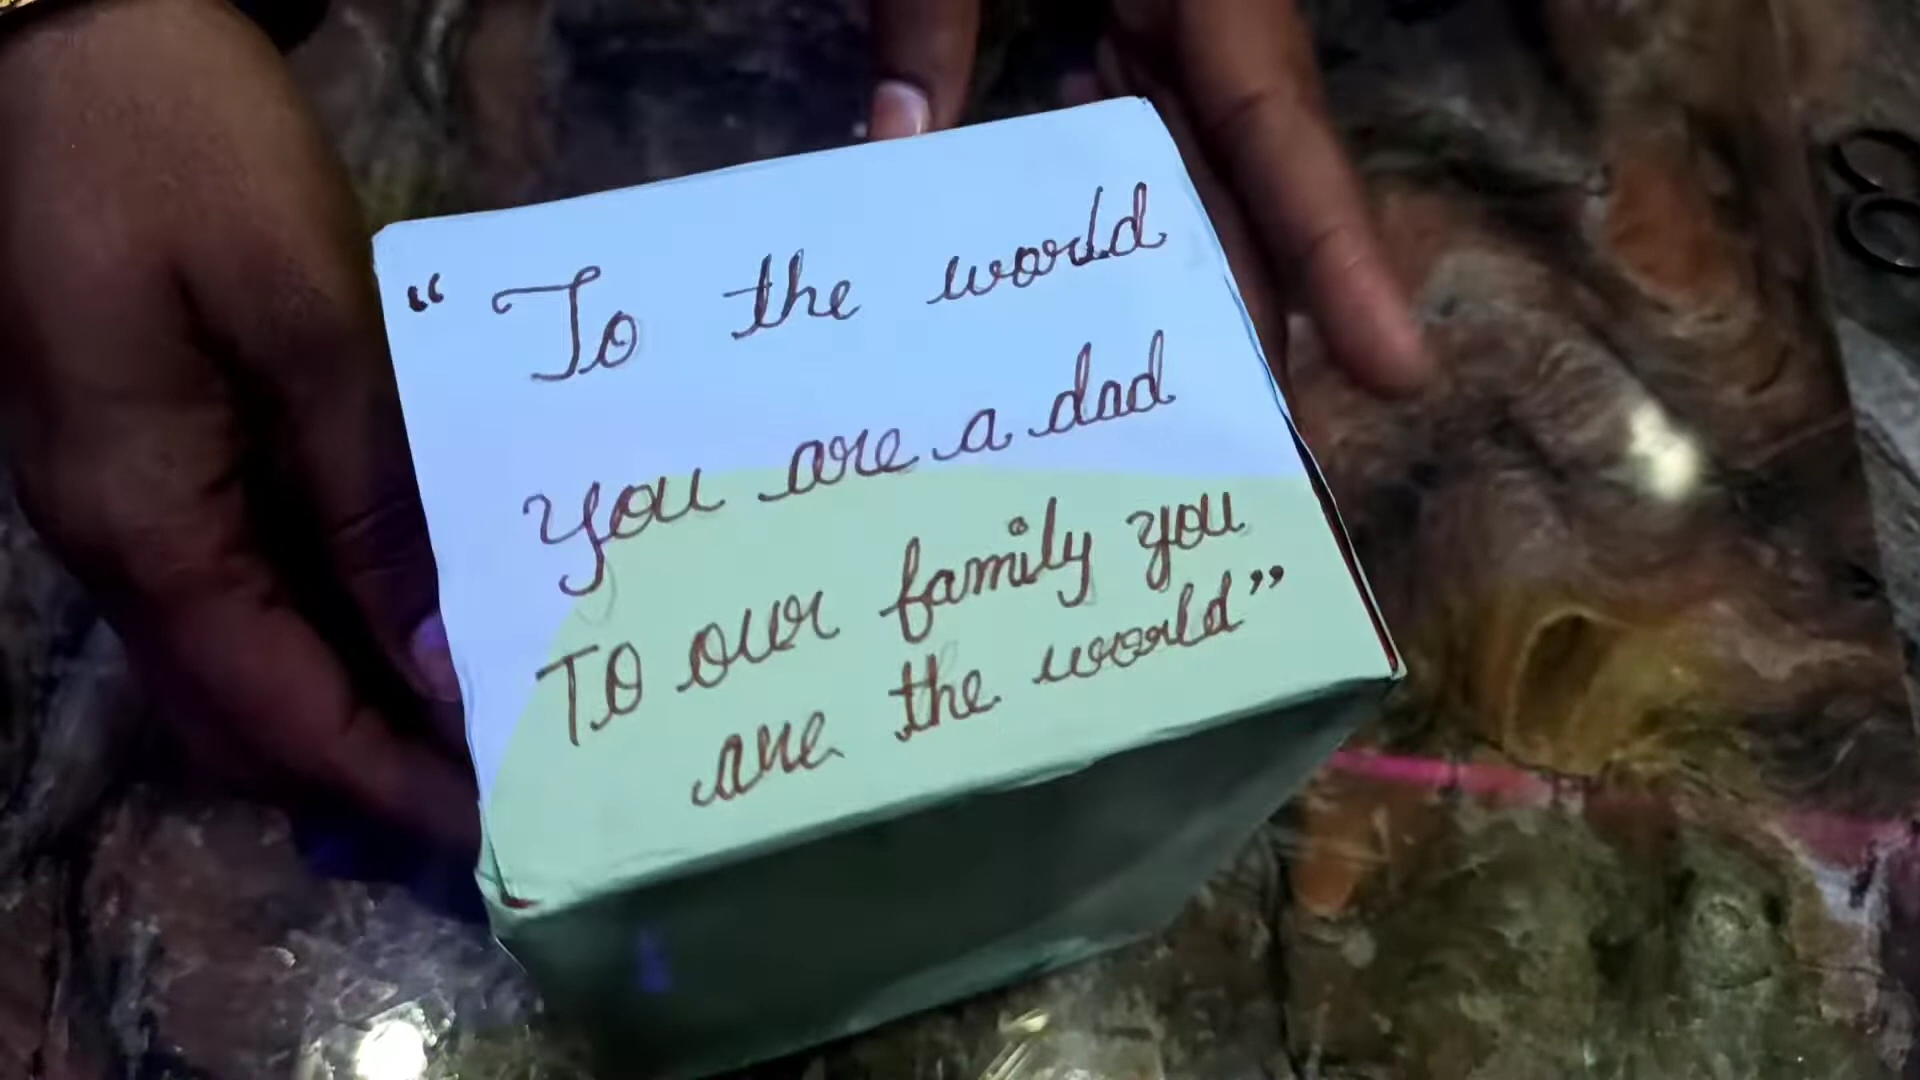 “ To the world
you are a dad
To our family you
are the world”